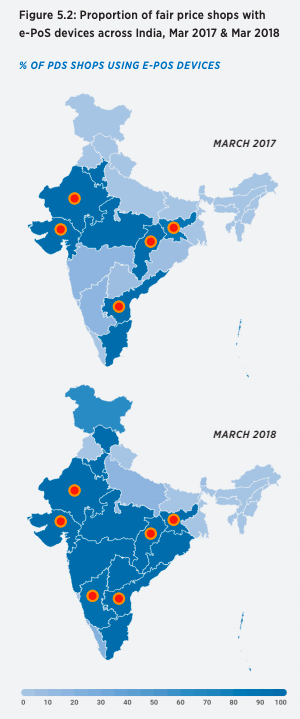 Figure 5.2: Proportion of fair price shops with
e-PoS devices across India, Mar 2017 & Mar 2018
% OF PDS SHOPS USING E-POS DEVICES
MARCH 2017
MARCH 2018
0 10 20 30 40 50 60 70 80 90 100